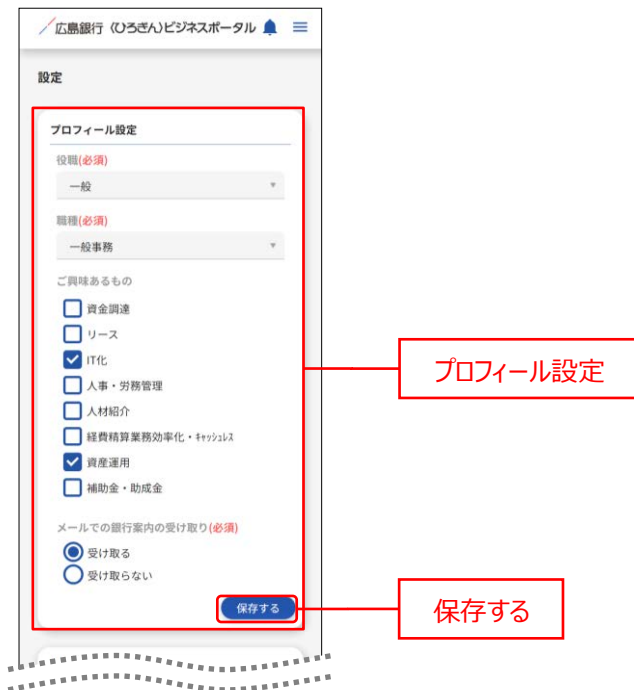 広島銀行 〈ひろぎん〉ビジネスポータル
設定
プロフィール設定
役職(必須)
一般
職種(必須)
一般事務
ご興味あるもの
資金調達
リース
IT化
人事・労務管理
人材紹介
経費精算業務効率化・ｷｬｯｼｭﾚｽ
資産運用
補助金・助成金
メールでの銀行案内の受け取り(必須)
受け取る
受け取らない
保存する
プロフィール設定
保存する